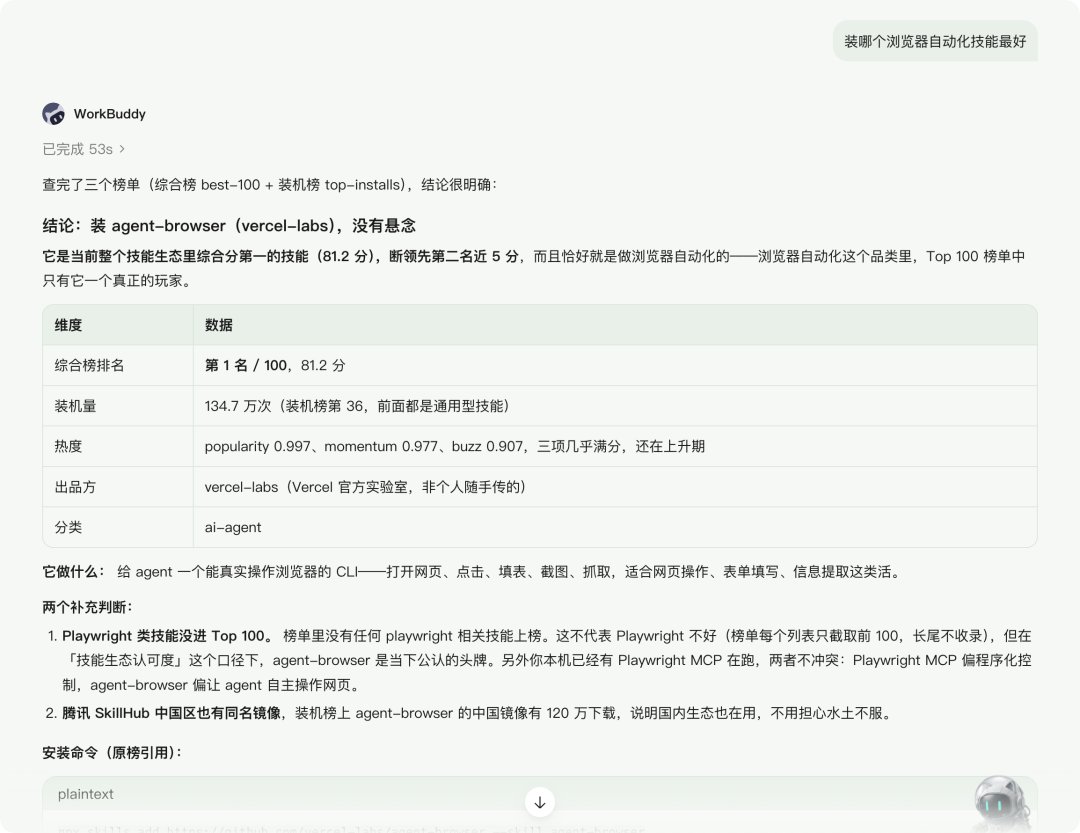 装哪个浏览器自动化技能最好
WorkBuddy
已完成 53s >
查完了三个榜单（综合榜 best-100 + 装机榜 top-installs），结论很明确：
结论：装 agent-browser（vercel-labs），没有悬念
它是当前整个技能生态里综合分第一的技能（81.2 分），断领先第二名近 5 分，而且恰好就是做浏览器自动化的——浏览器自动化这个品类里，Top 100 榜单中
只有它一个真正的玩家。
维度 数据
综合榜排名 第 1 名 / 100，81.2 分
装机量 134.7 万次（装机榜第 36，前面都是通用型技能）
热度 popularity 0.997、momentum 0.977、buzz 0.907，三项几乎满分，还在上升期
出品方 vercel-labs（Vercel 官方实验室，非个人随手传的）
分类 ai-agent
它做什么： 给 agent 一个能真实操作浏览器的 CLI——打开网页、点击、填表、截图、抓取，适合网页操作、表单填写、信息提取这类活。
两个补充判断：
1. Playwright 类技能没进 Top 100。 榜单里没有任何 playwright 相关技能上榜。这不代表 Playwright 不好（榜单每个列表只截取前 100，长尾不收录），但在
「技能生态认可度」这个口径下，agent-browser 是当下公认的头牌。另外你本机已经有 Playwright MCP 在跑，两者不冲突：Playwright MCP 偏程序化控
制，agent-browser 偏让 agent 自主操作网页。
2. 腾讯 SkillHub 中国区也有同名镜像，装机榜上 agent-browser 的中国镜像有 120 万下载，说明国内生态也在用，不用担心水土不服。
安装命令（原榜引用）：
plaintext
npx skills add https://github.com/vercel-labs/agent-browser --skill agent-browser